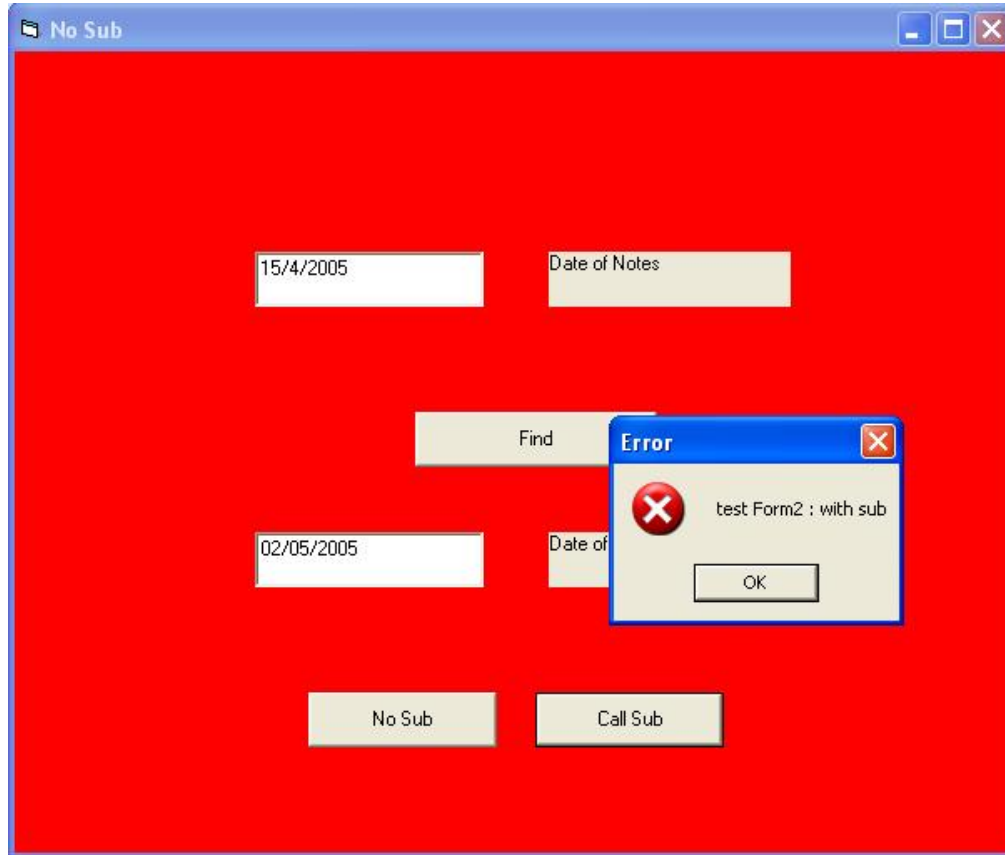 No Sub
15/4/2005
Date of Notes
Find
Error
test Form2 : with sub
OK
02/05/2005
Date of
No Sub
Call Sub